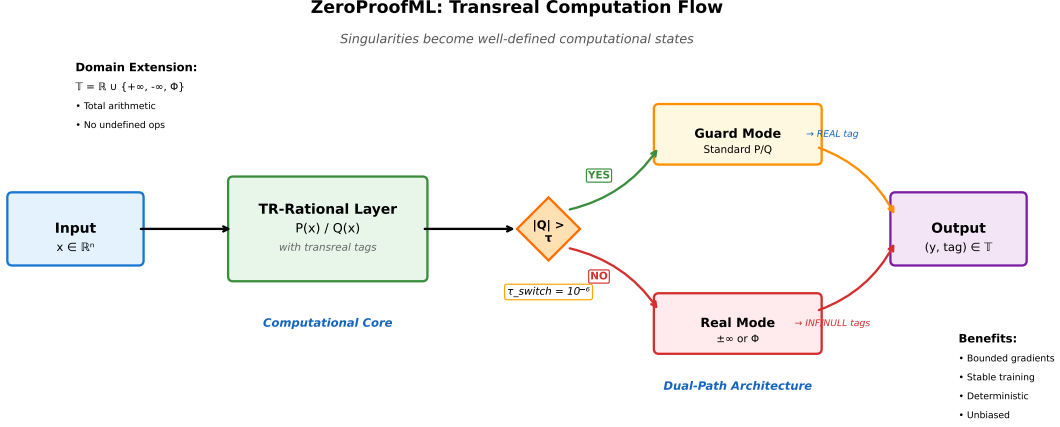 ZeroProofML: Transreal Computation Flow
Singularities become well-defined computational states
Domain Extension:
𝕋 = ℝ ∪ {+∞, -∞, Φ}
• Total arithmetic
• No undefined ops
Input
x ∈ ℝⁿ
TR-Rational Layer
P(x) / Q(x)
with transreal tags
Computational Core
|Q| >
τ
τ_switch = 10⁻⁶
YES
NO
Guard Mode
Standard P/Q
→ REAL tag
Real Mode
±∞ or Φ
→ INF/NULL tags
Dual-Path Architecture
Output
(y, tag) ∈ 𝕋
Benefits:
• Bounded gradients
• Stable training
• Deterministic
• Unbiased